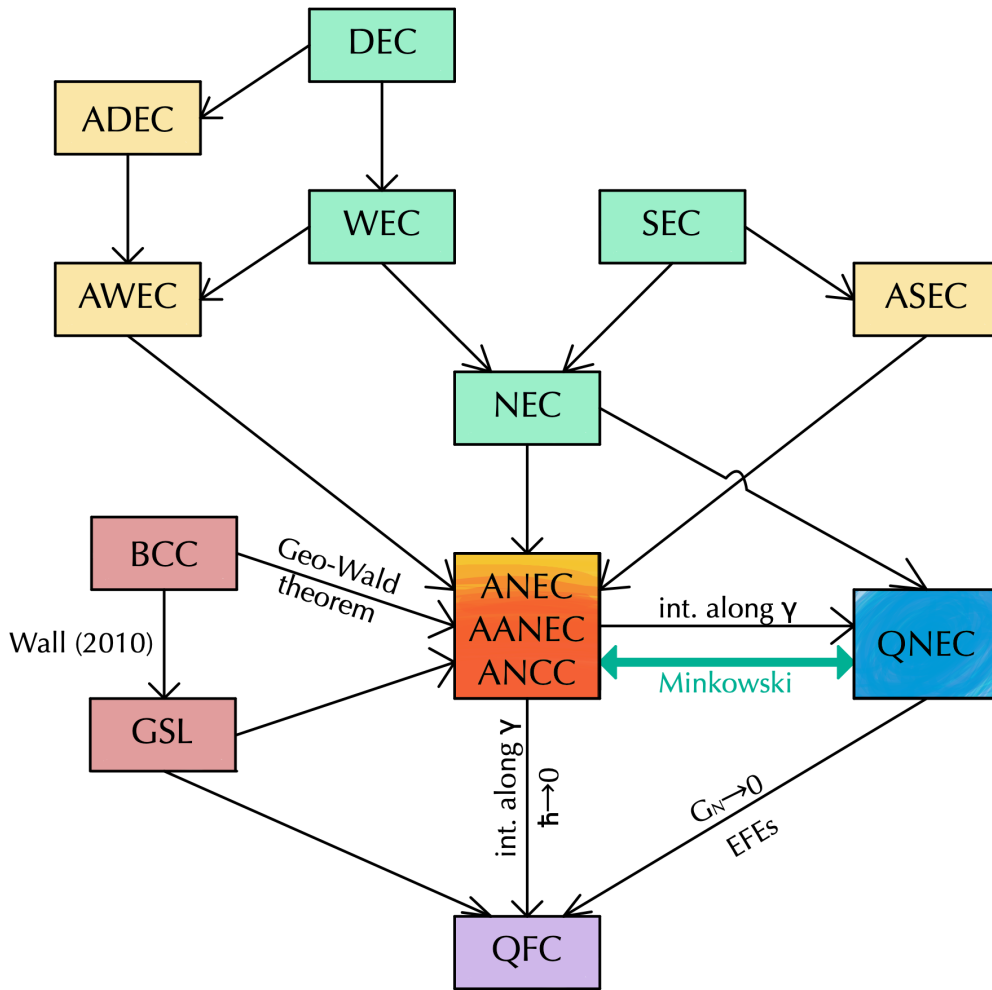 DEC
ADEC
WEC
SEC
AWEC
ASEC
NEC
BCC
Geo-Wald
theorem
ANEC
AANEC
ANCC
int. along γ
QNEC
Minkowski
Wall (2010)
GSL
int. along γ
ħ→0
G_N→0
EFEs
QFC